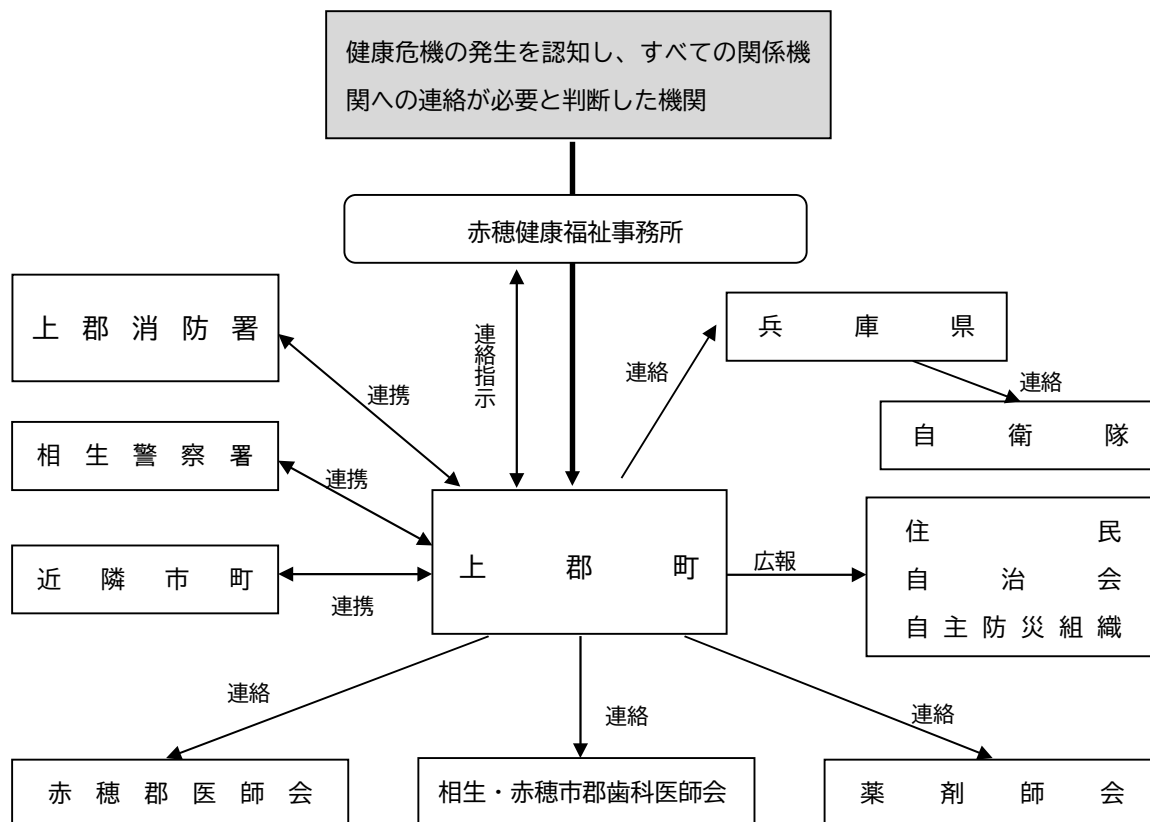 健康危機の発生を認知し、すべての関係機
関への連絡が必要と判断した機関
赤穂健康福祉事務所
上郡消防署
連携
連絡指示
連絡
兵庫県
連絡
自衛隊
相生警察署
連携
近隣市町
連携
上郡町
広報
住民
自治会
自主防災組織
連絡
連絡
連絡
赤穂郡医師会
相生・赤穂市郡歯科医師会
薬剤師会